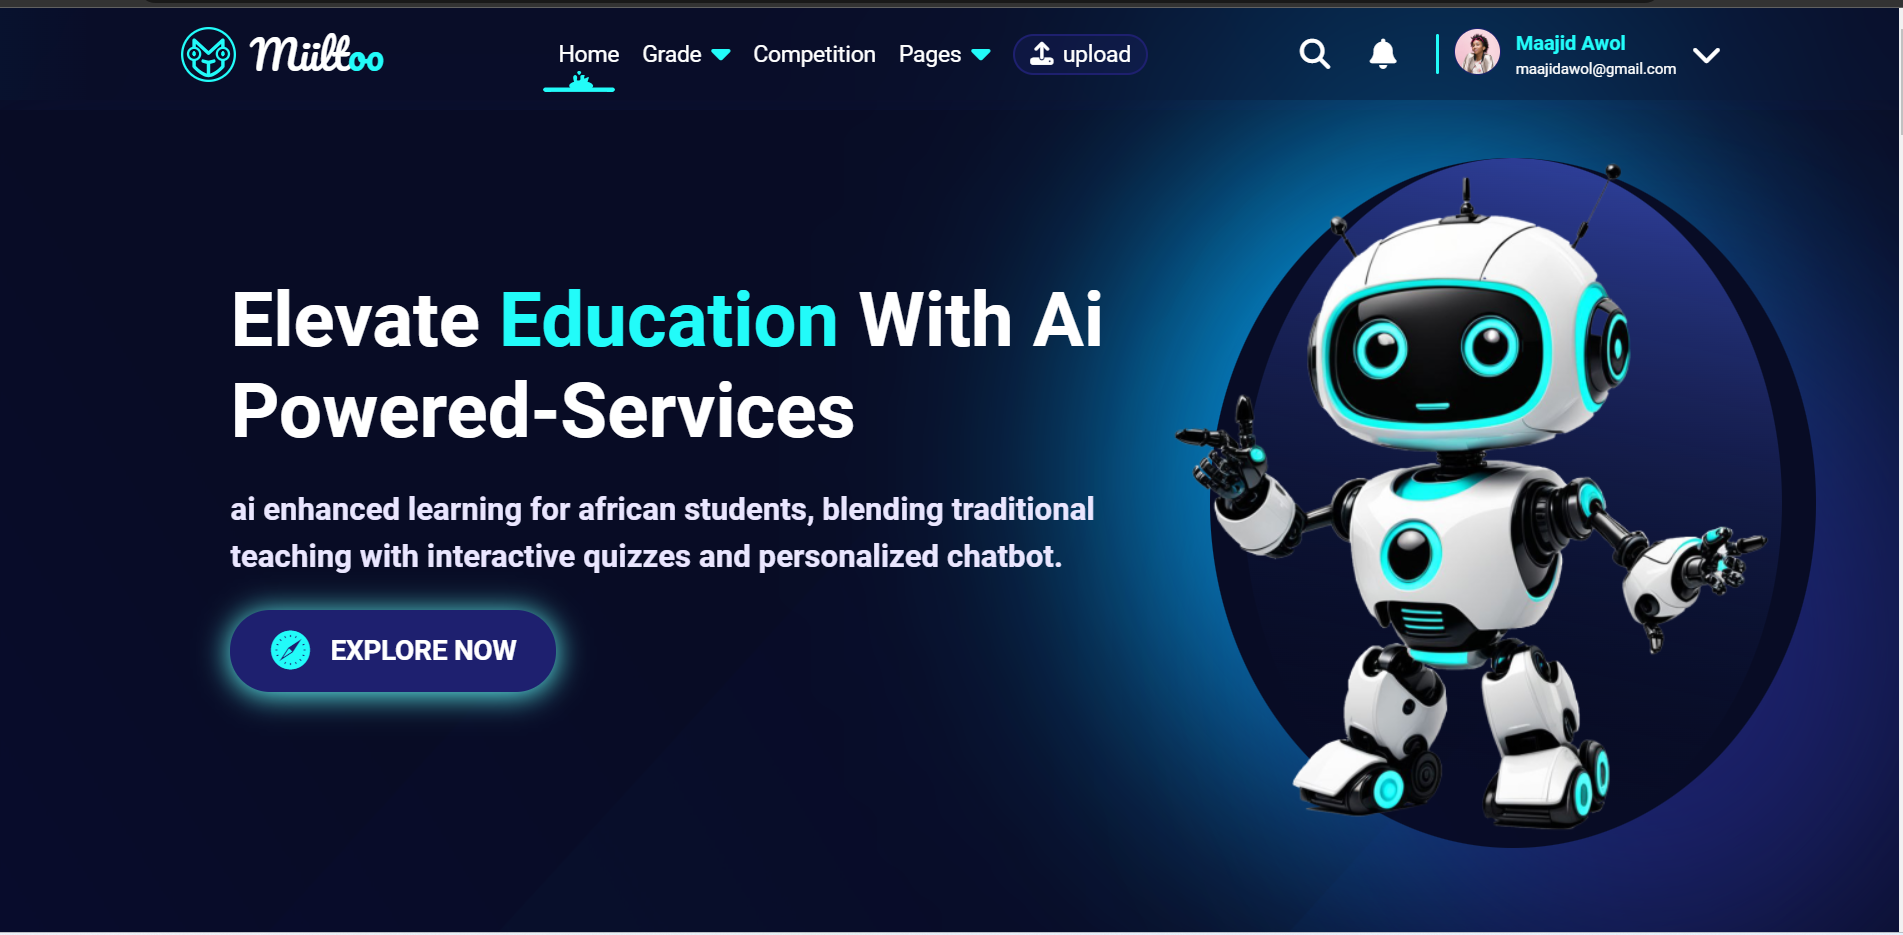 Miiltoo
Home
Grade
Competition
Pages
upload
Maajid Awol
maajidawol@gmail.com
Elevate Education With Ai
Powered-Services
ai enhanced learning for african students, blending traditional
teaching with interactive quizzes and personalized chatbot.
EXPLORE NOW